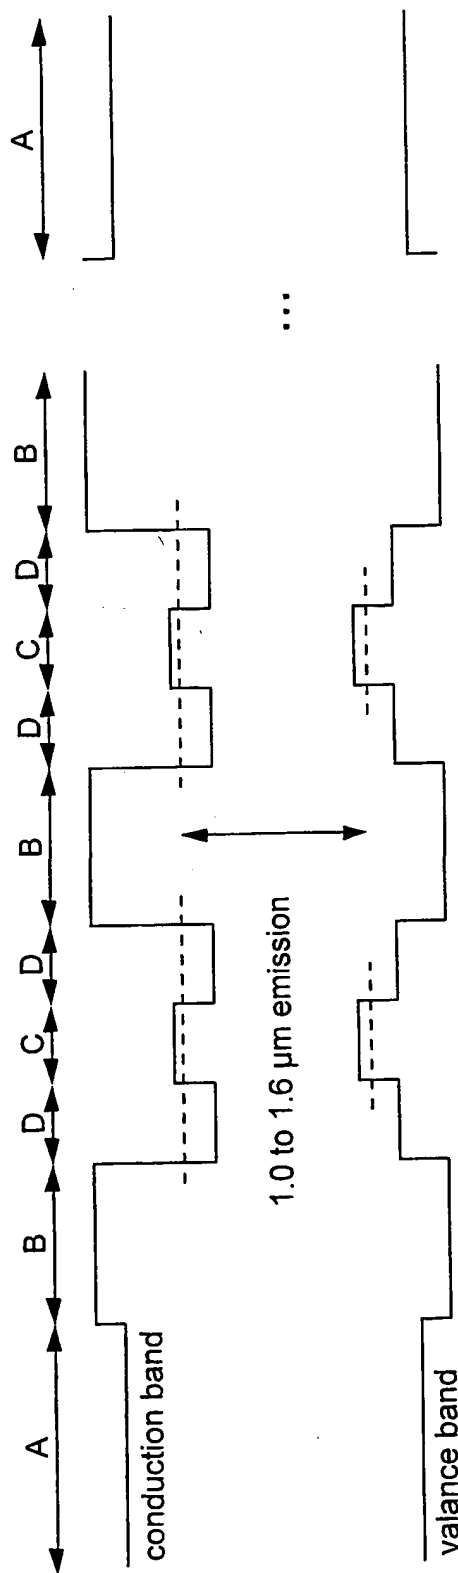 A B D C D B D C D B A
...
1.0 to 1.6 µm emission
conduction band
valance band